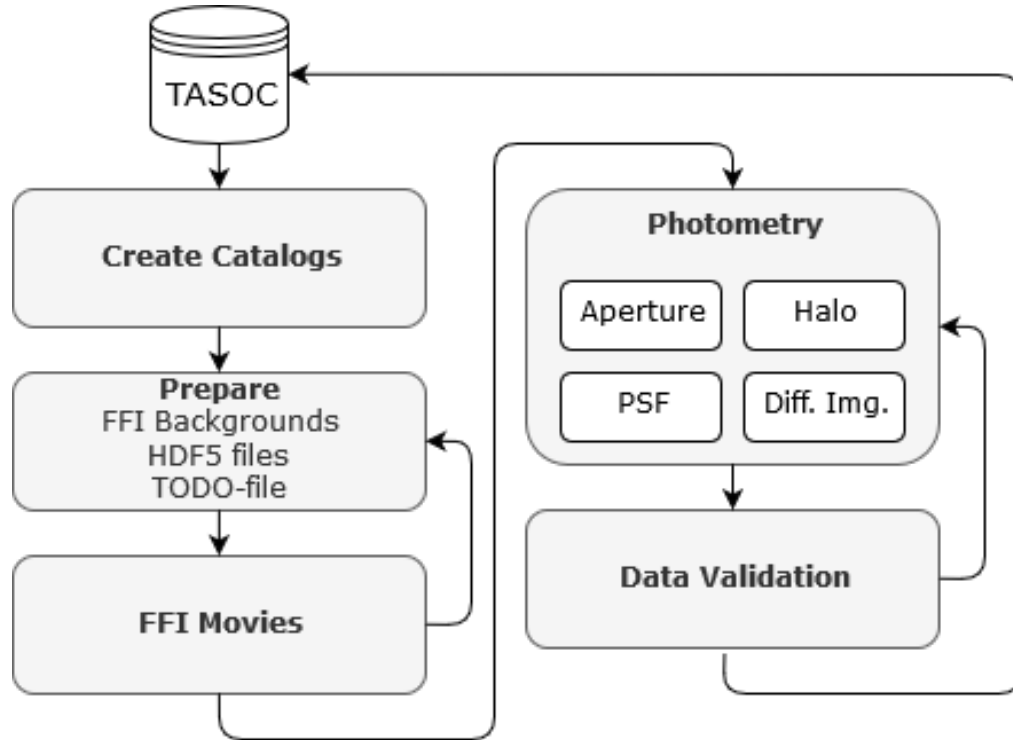 TASOC
Create Catalogs
Prepare
FFI Backgrounds
HDF5 files
TODO-file
FFI Movies
Photometry
Aperture
Halo
PSF
Diff. Img.
Data Validation